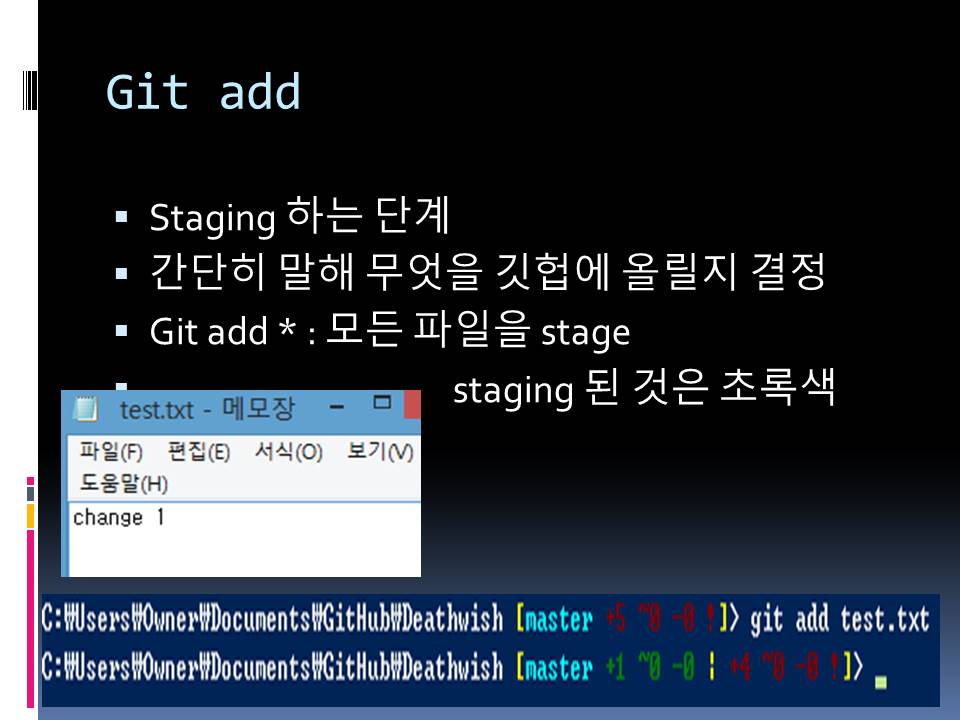 Git add
Staging 하는 단계
간단히 말해 무엇을 깃헙에 올릴지 결정
Git add * : 모든 파일을 stage
staging 된 것은 초록색
test.txt - 메모장
파일(F) 편집(E) 서식(O) 보기(V)
도움말(H)
change 1
C:₩Users₩Owner₩Documents₩GitHub₩Deathwish [master +5 ~0 -0 !]> git add test.txt
C:₩Users₩Owner₩Documents₩GitHub₩Deathwish [master +1 ~0 -0 | +4 ~0 -0 !]>